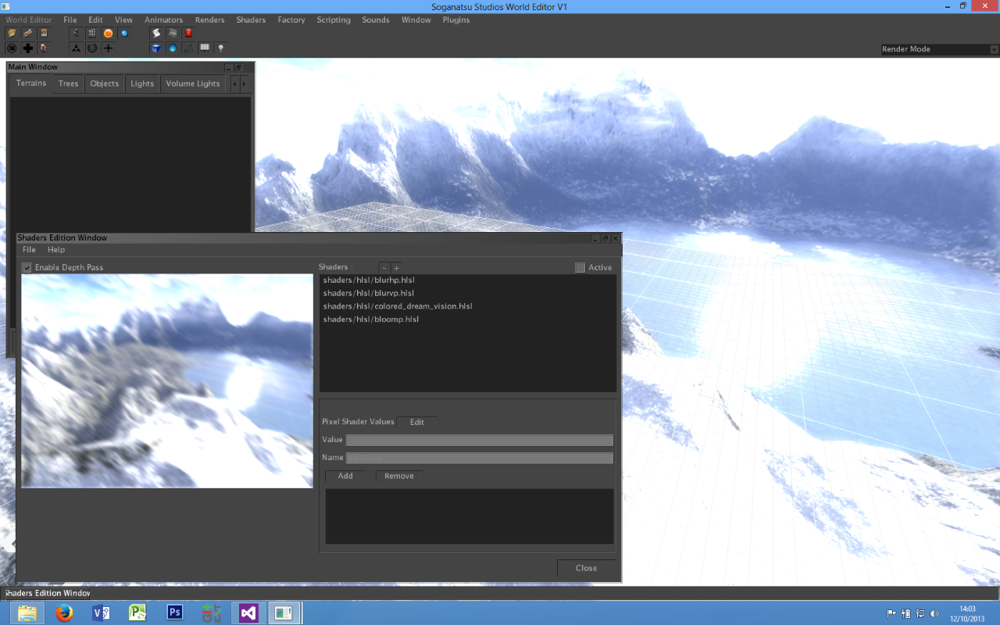 Soganatsu Studios World Editor V1
World Editor File Edit View Animators Renders Shaders Factory Scripting Sounds Window Plugins
Render Mode
Main Window
Terrains Trees Objects Lights Volume Lights
Shaders Edition Window
File Help
Enable Depth Pass
Shaders : - + Active
shaders/hlsl/blurhp.hlsl
shaders/hlsl/blurvp.hlsl
shaders/hlsl/colored_dream_vision.hlsl
shaders/hlsl/bloomp.hlsl
Pixel Shader Values Edit
Value
Name
Add Remove
Close
Shaders Edition Window
Ps
14:03
12/10/2013